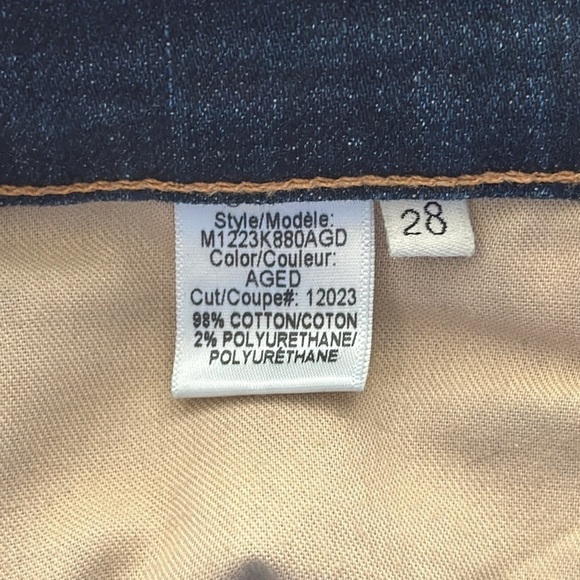 Style/Modèle:
M1223K880AGD
Color/Couleur:
AGED
Cut/Coupe#: 12023
98% COTTON/COTON
2% POLYURETHANE/
POLYURÉTHANE
28